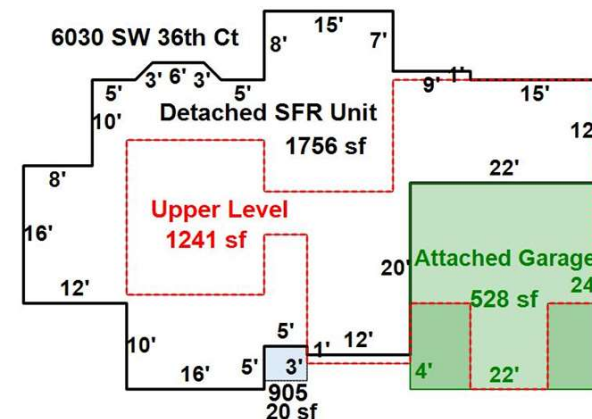 15'
6030 SW 36th Ct
8'
7'
3' 6' 3'
5'
5'
9'
1'
15'
10'
Detached SFR Unit
1756 sf
12'
8'
22'
16'
Upper Level
1241 sf
20'
Attached Garage
528 sf
24'
12'
10'
5'
1'
12'
16'
5'
3'
4'
22'
905
20 sf